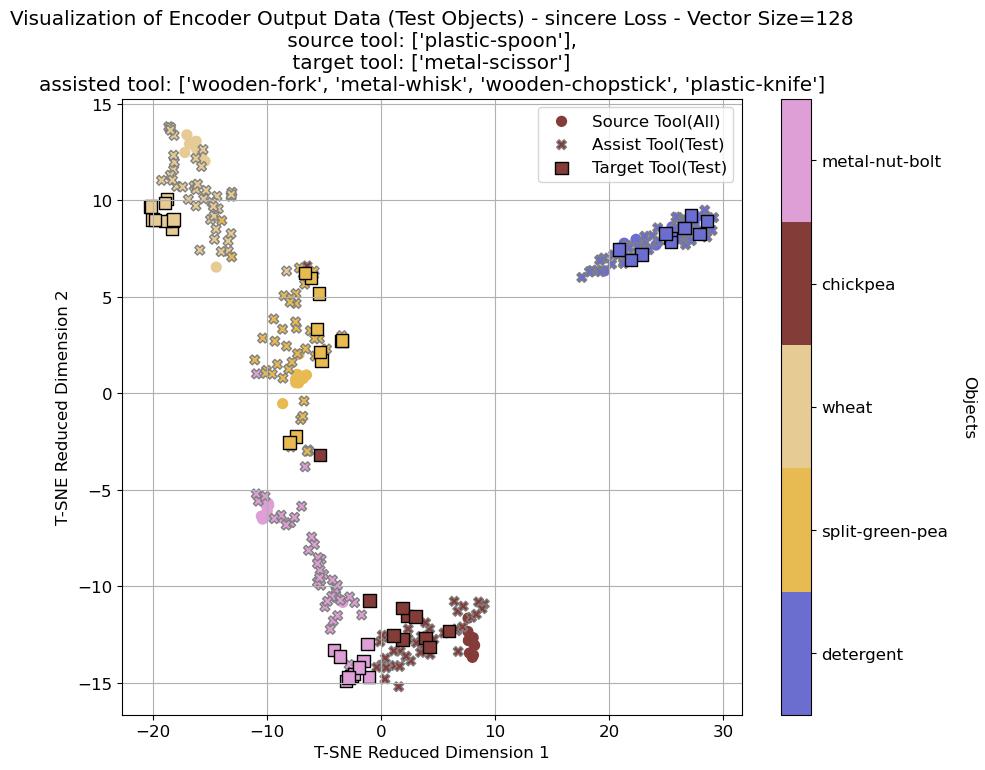 Visualization of Encoder Output Data (Test Objects) - sincere Loss - Vector Size=128
source tool: ['plastic-spoon'],
target tool: ['metal-scissor']
assisted tool: ['wooden-fork', 'metal-whisk', 'wooden-chopstick', 'plastic-knife']
Source Tool(All)
Assist Tool(Test)
Target Tool(Test)
15
10
5
0
−5
−10
−15
T-SNE Reduced Dimension 2
−20
−10
0
10
20
30
T-SNE Reduced Dimension 1
metal-nut-bolt
chickpea
wheat
split-green-pea
detergent
Objects